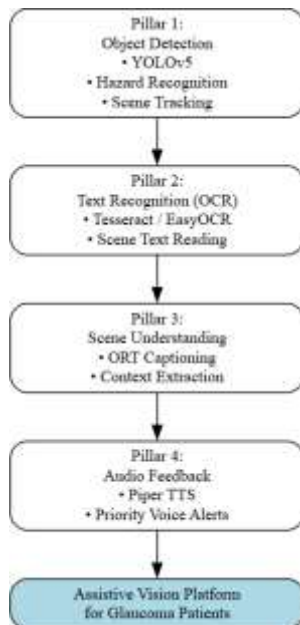 Pillar 1:
Object Detection
• YOLOv5
• Hazard Recognition
• Scene Tracking
Pillar 2:
Text Recognition (OCR)
• Tesseract / EasyOCR
• Scene Text Reading
Pillar 3:
Scene Understanding
• ORT Captioning
• Context Extraction
Pillar 4:
Audio Feedback
• Piper TTS
• Priority Voice Alerts
Assistive Vision Platform
for Glaucoma Patients